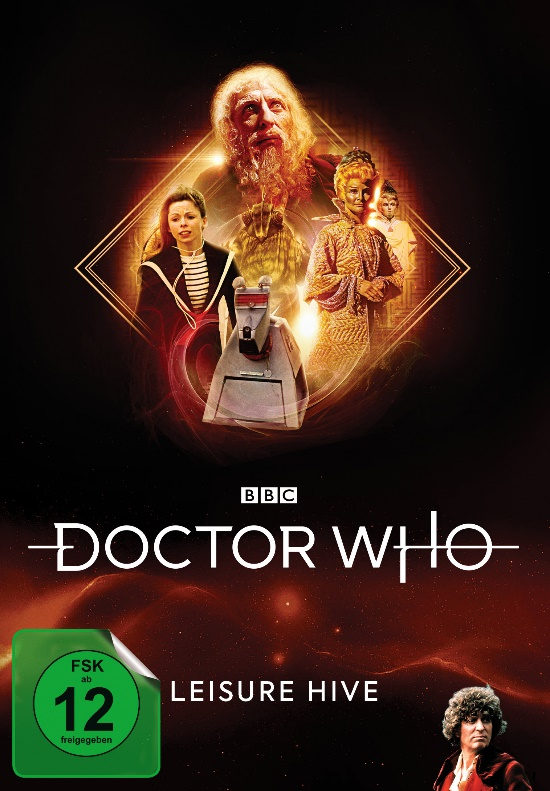 BBC
DOCTOR WHO
LEISURE HIVE
FSK
ab
12
freigegeben